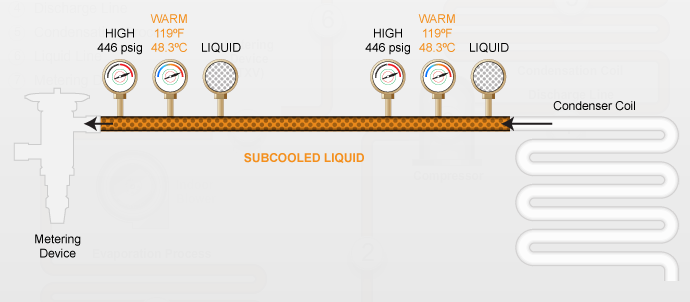 WARM
HIGH 119ºF
446 psig 48.3ºC LIQUID
WARM
HIGH 119ºF
446 psig 48.3ºC LIQUID
Condenser Coil
SUBCOOLED LIQUID
Metering
Device